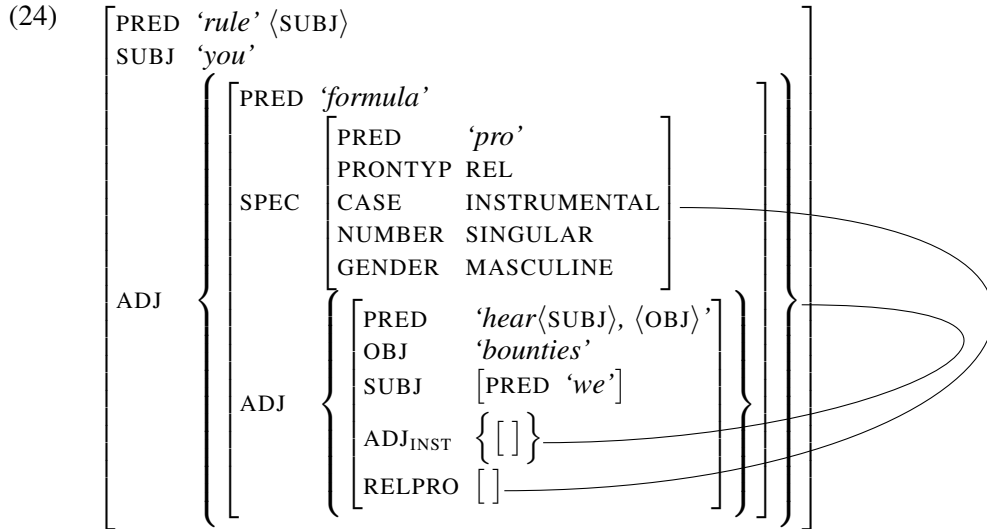 (24)
PRED ‘rule’ ⟨SUBJ⟩
SUBJ ‘you’
PRED ‘formula’
PRED ‘pro’
PRONTYP REL
SPEC CASE INSTRUMENTAL
NUMBER SINGULAR
GENDER MASCULINE
ADJ
PRED ‘hear⟨SUBJ⟩, ⟨OBJ⟩’
OBJ ‘bounties’
SUBJ [PRED ‘we’]
ADJ
ADJINST {[ ]}
RELPRO [ ]